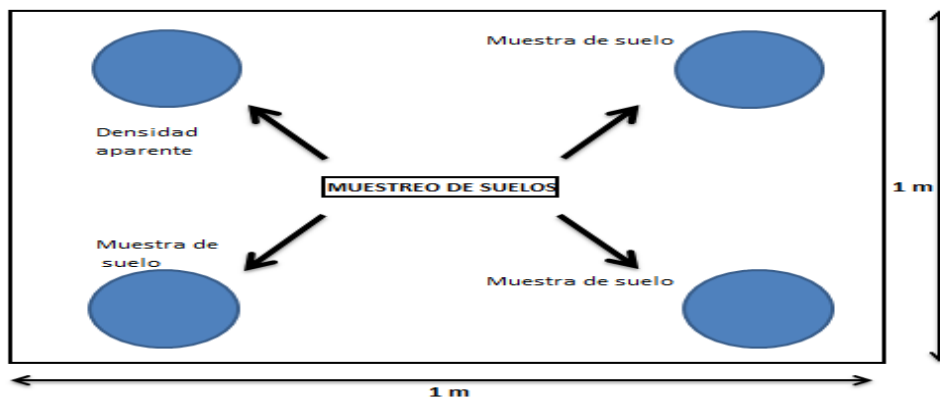 Muestra de suelo
Densidad
aparente
MUESTREO DE SUELOS
1 m
Muestra de
suelo
Muestra de suelo
1 m